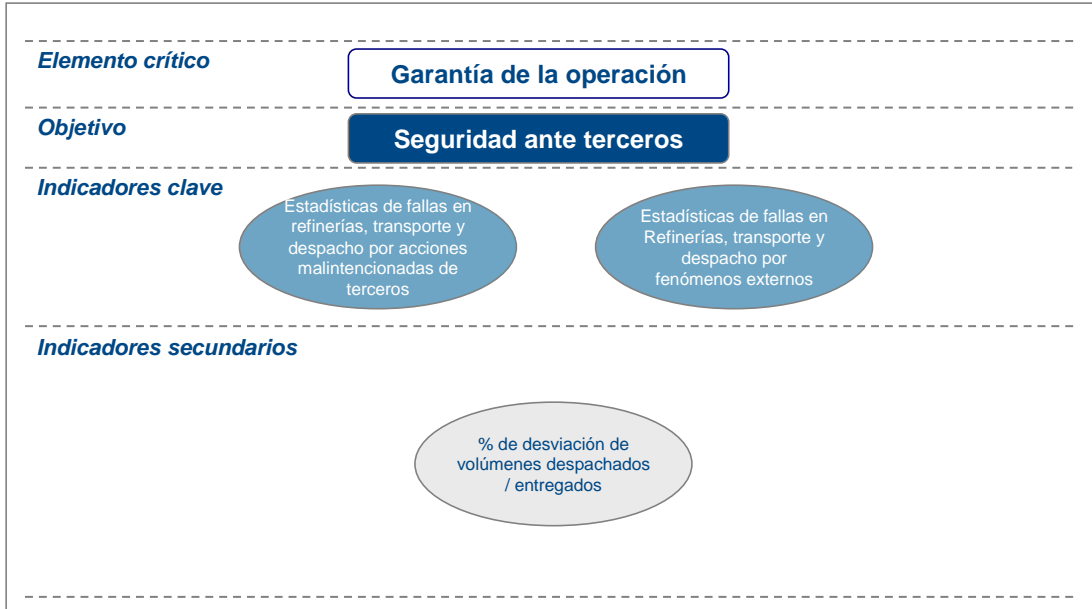 Elemento crítico
Garantía de la operación
Objetivo
Seguridad ante terceros
Indicadores clave
Estadísticas de fallas en
refinerías, transporte y
despacho por acciones
malintencionadas de
terceros
Estadísticas de fallas en
Refinerías, transporte y
despacho por
fenómenos externos
Indicadores secundarios
% de desviación de
volúmenes despachados
/ entregados